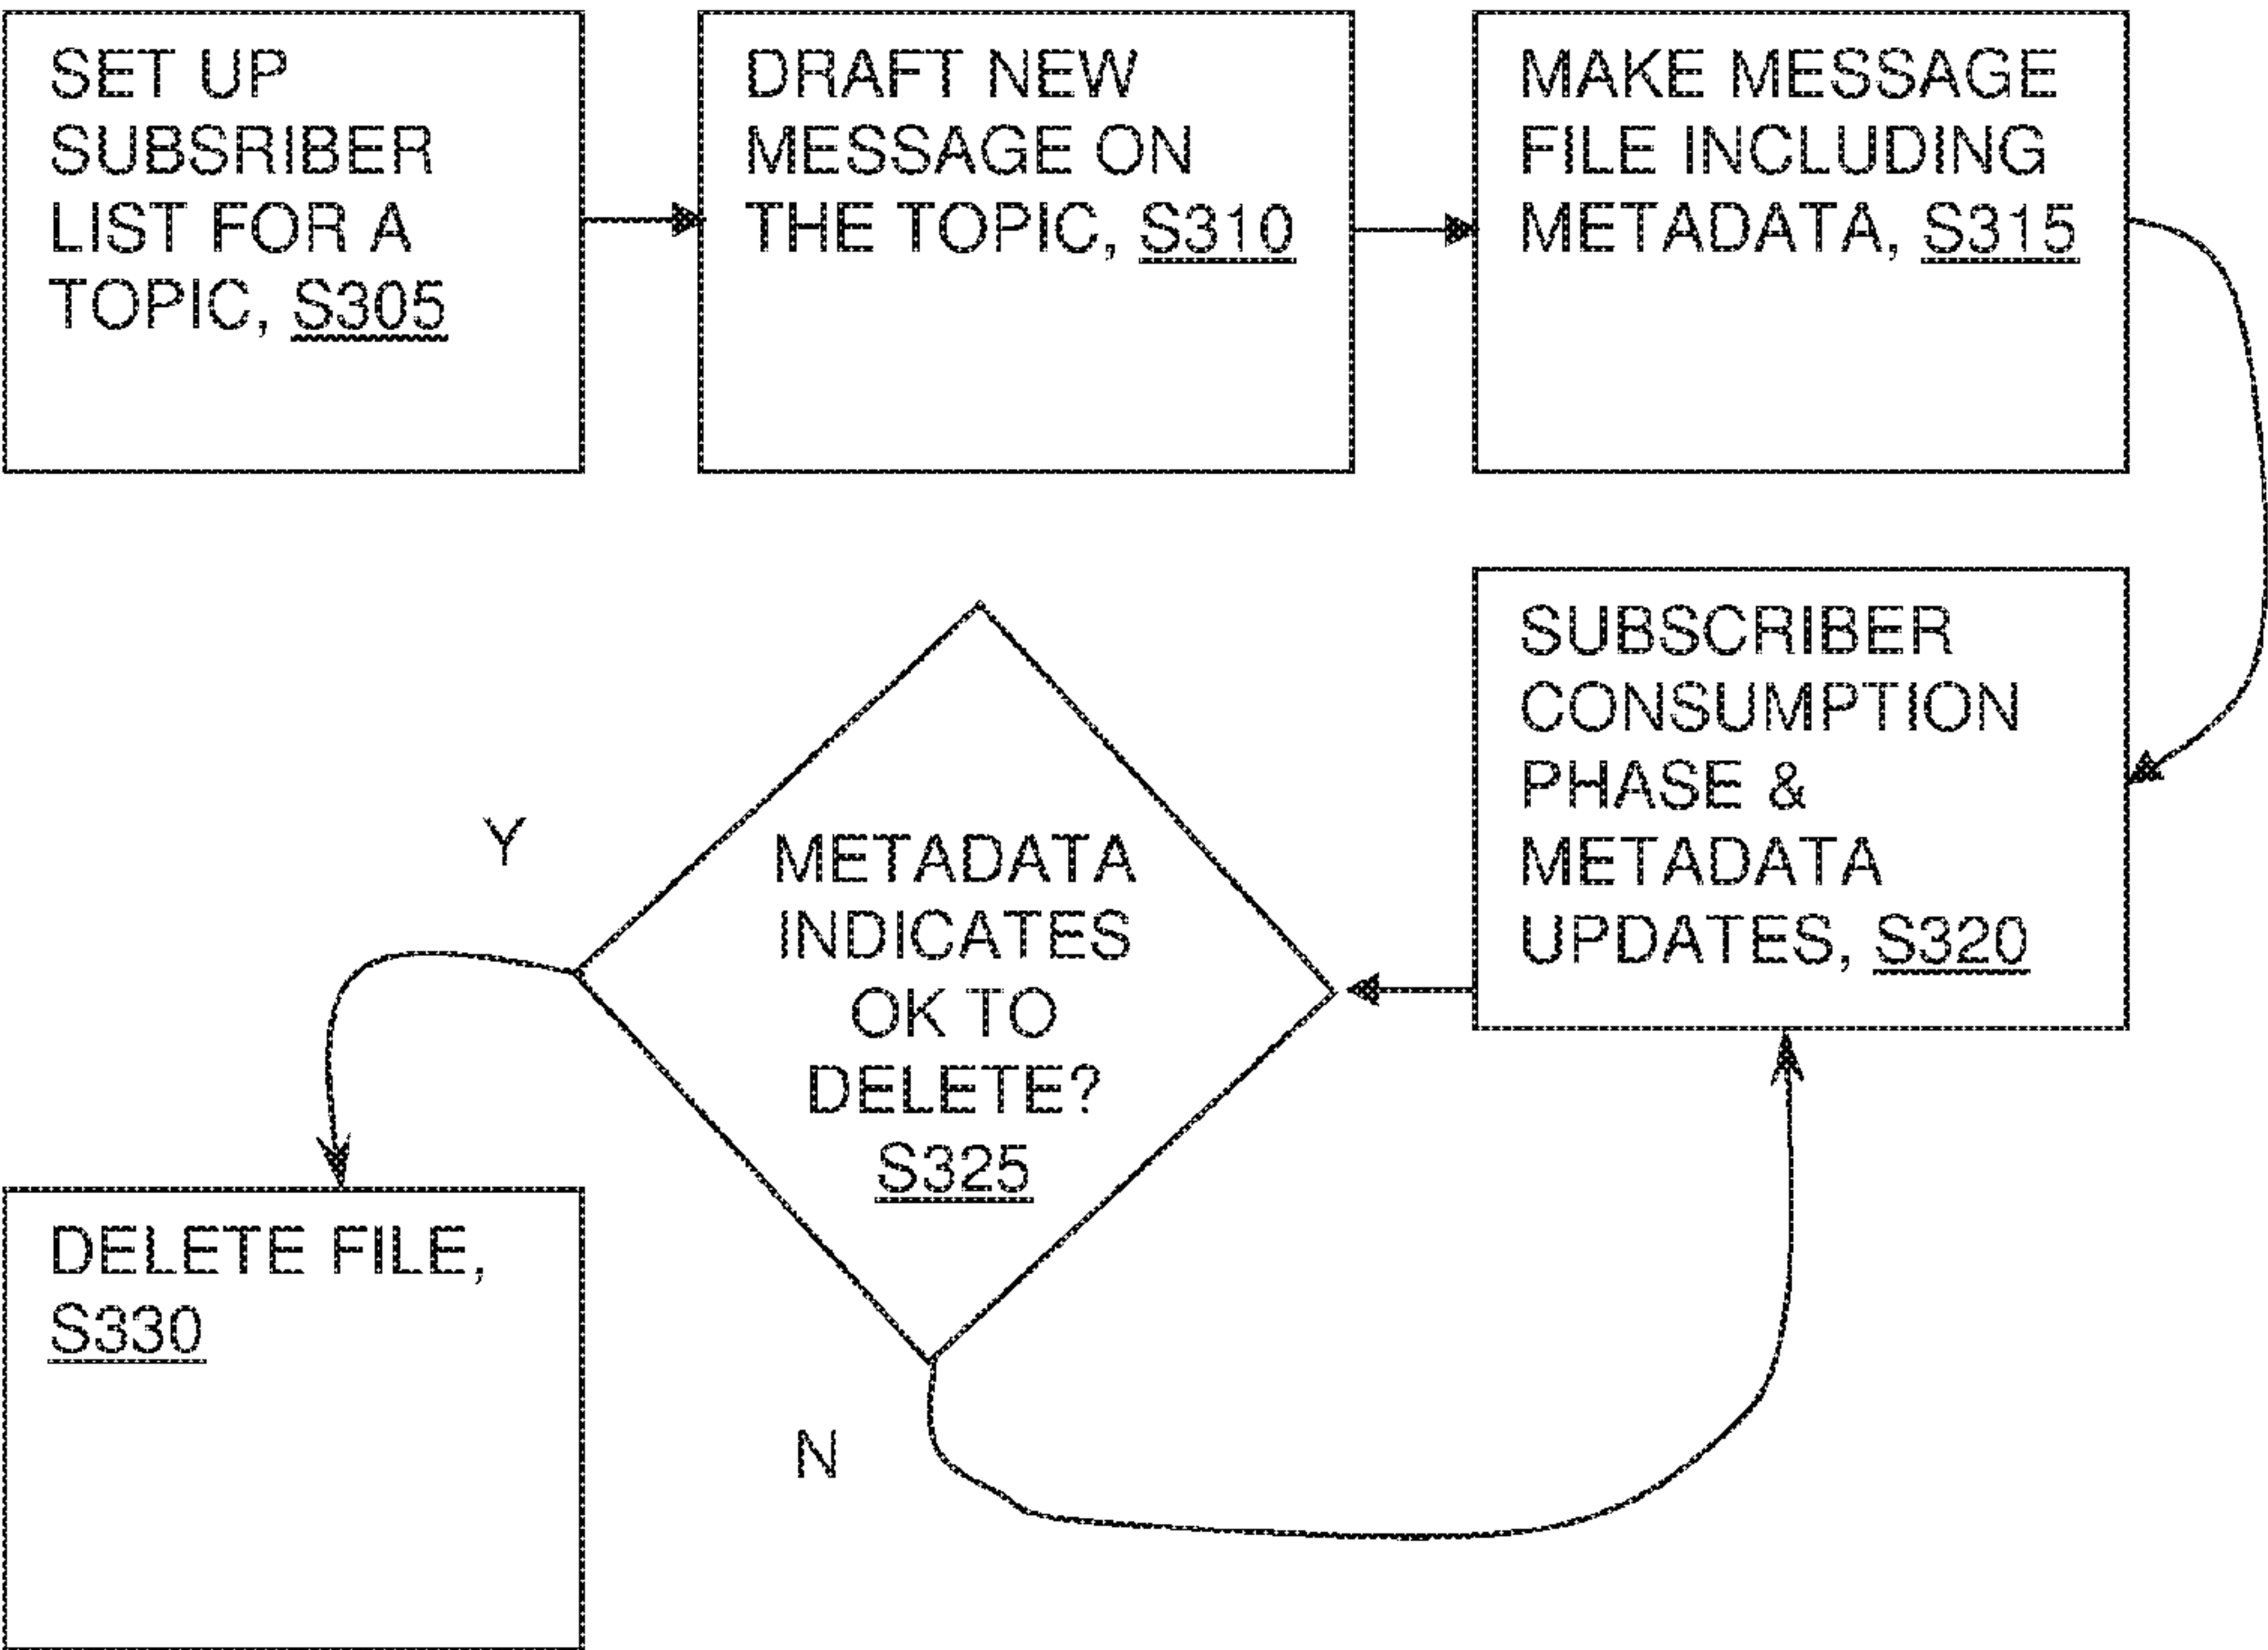 SET UP
SUBSRIBER
LIST FOR A
TOPIC, S305
DRAFT NEW
MESSAGE ON
THE TOPIC, S310
MAKE MESSAGE
FILE INCLUDING
METADATA, S315
SUBSCRIBER
CONSUMPTION
PHASE &
METADATA
UPDATES, S320
METADATA
INDICATES
OK TO
DELETE?
S325
Y
N
DELETE FILE,
S330